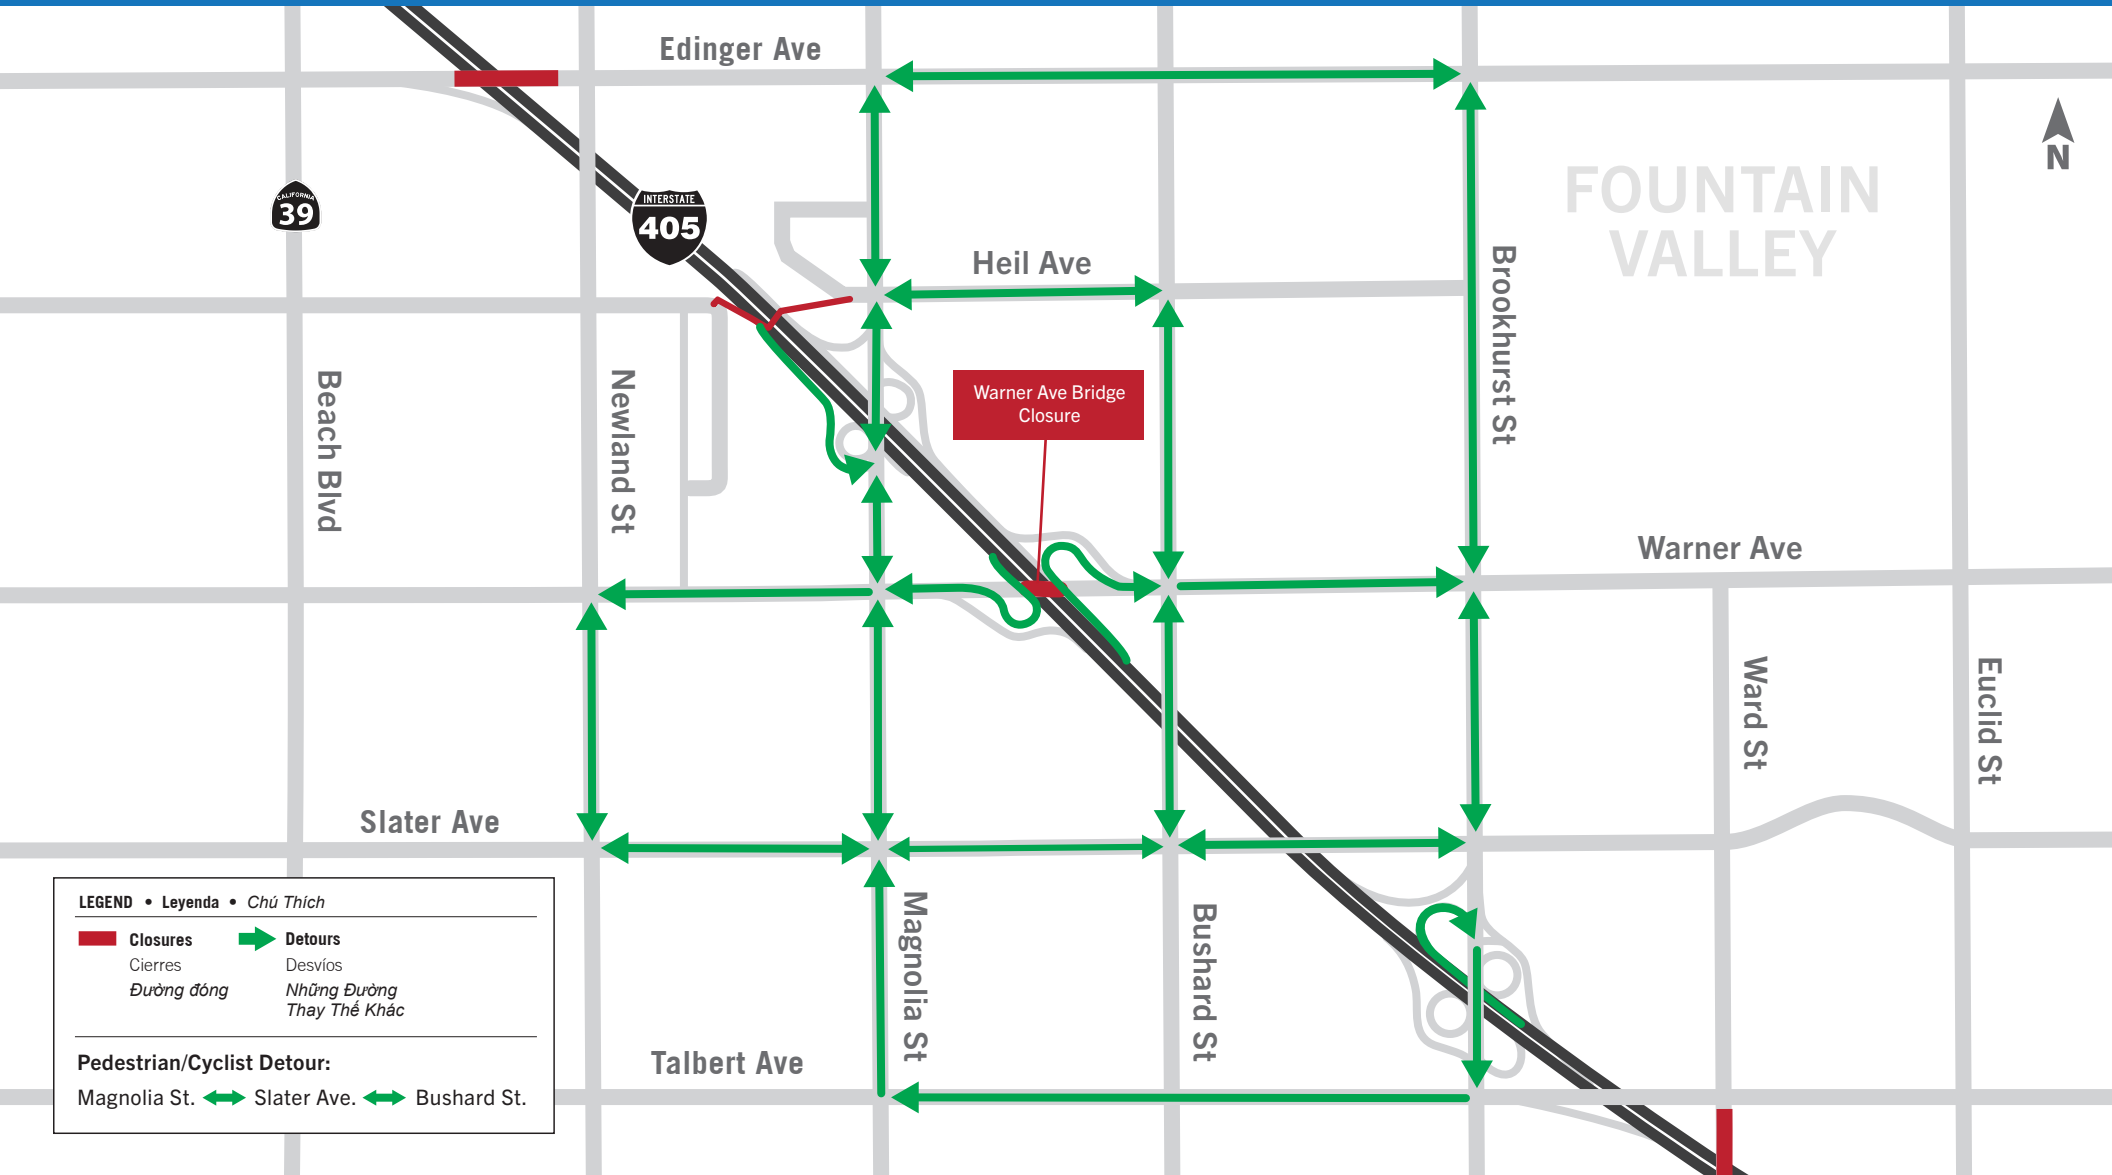 Edinger Ave
N
CALIFORNIA
39
INTERSTATE
405
FOUNTAIN
VALLEY
Heil Ave
Brookhurst St
Beach Blvd
Newland St
Warner Ave Bridge
Closure
Warner Ave
Ward St
Euclid St
Slater Ave
Magnolia St
Bushard St
Talbert Ave
LEGEND • Leyenda • Chú Thích
Closures
Cierres
Đường đóng
Detours
Desvíos
Những Đường
Thay Thế Khác
Pedestrian/Cyclist Detour:
Magnolia St. Slater Ave. Bushard St.